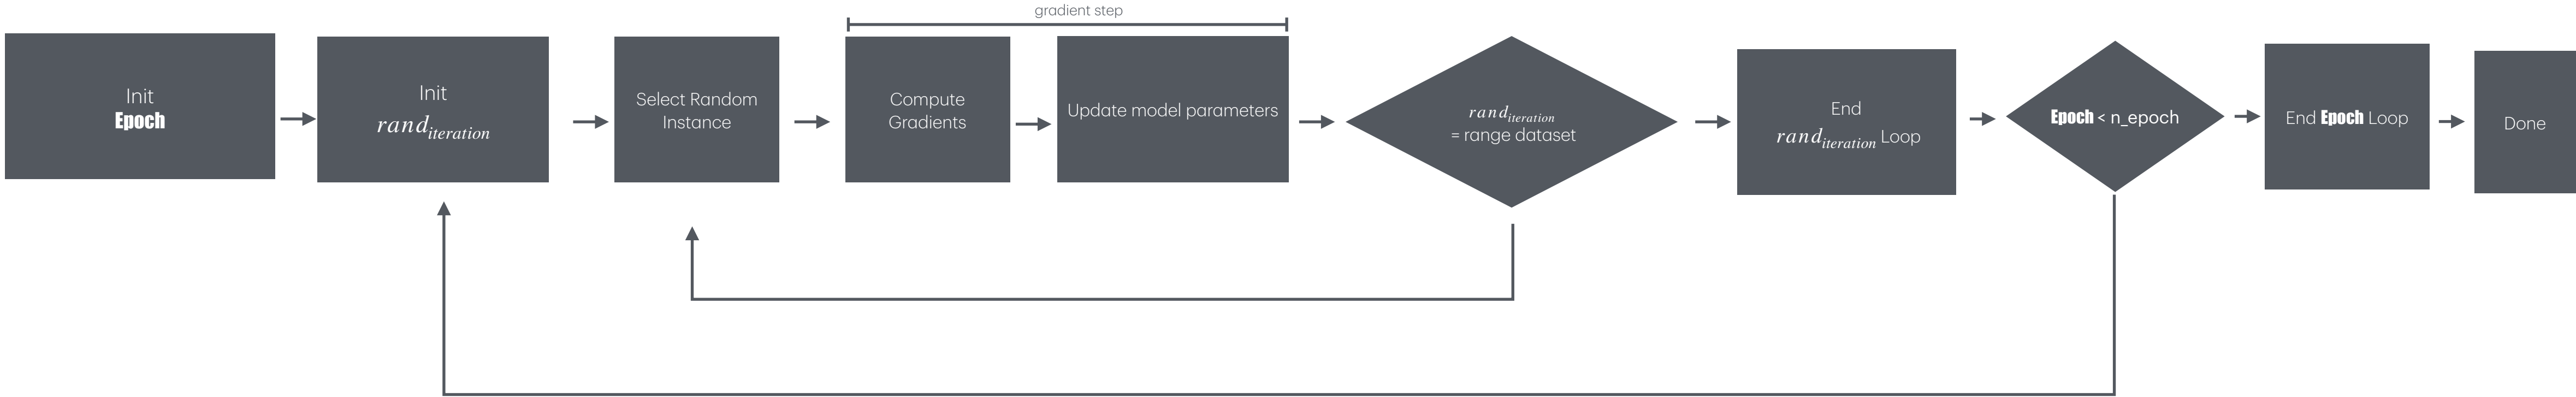 gradient step
Init
Epoch
Init
rand_iteration
Select Random
Instance
Compute
Gradients
Update model parameters
rand_iteration
= range dataset
End
rand_iteration Loop
Epoch < n_epoch
End Epoch Loop
Done